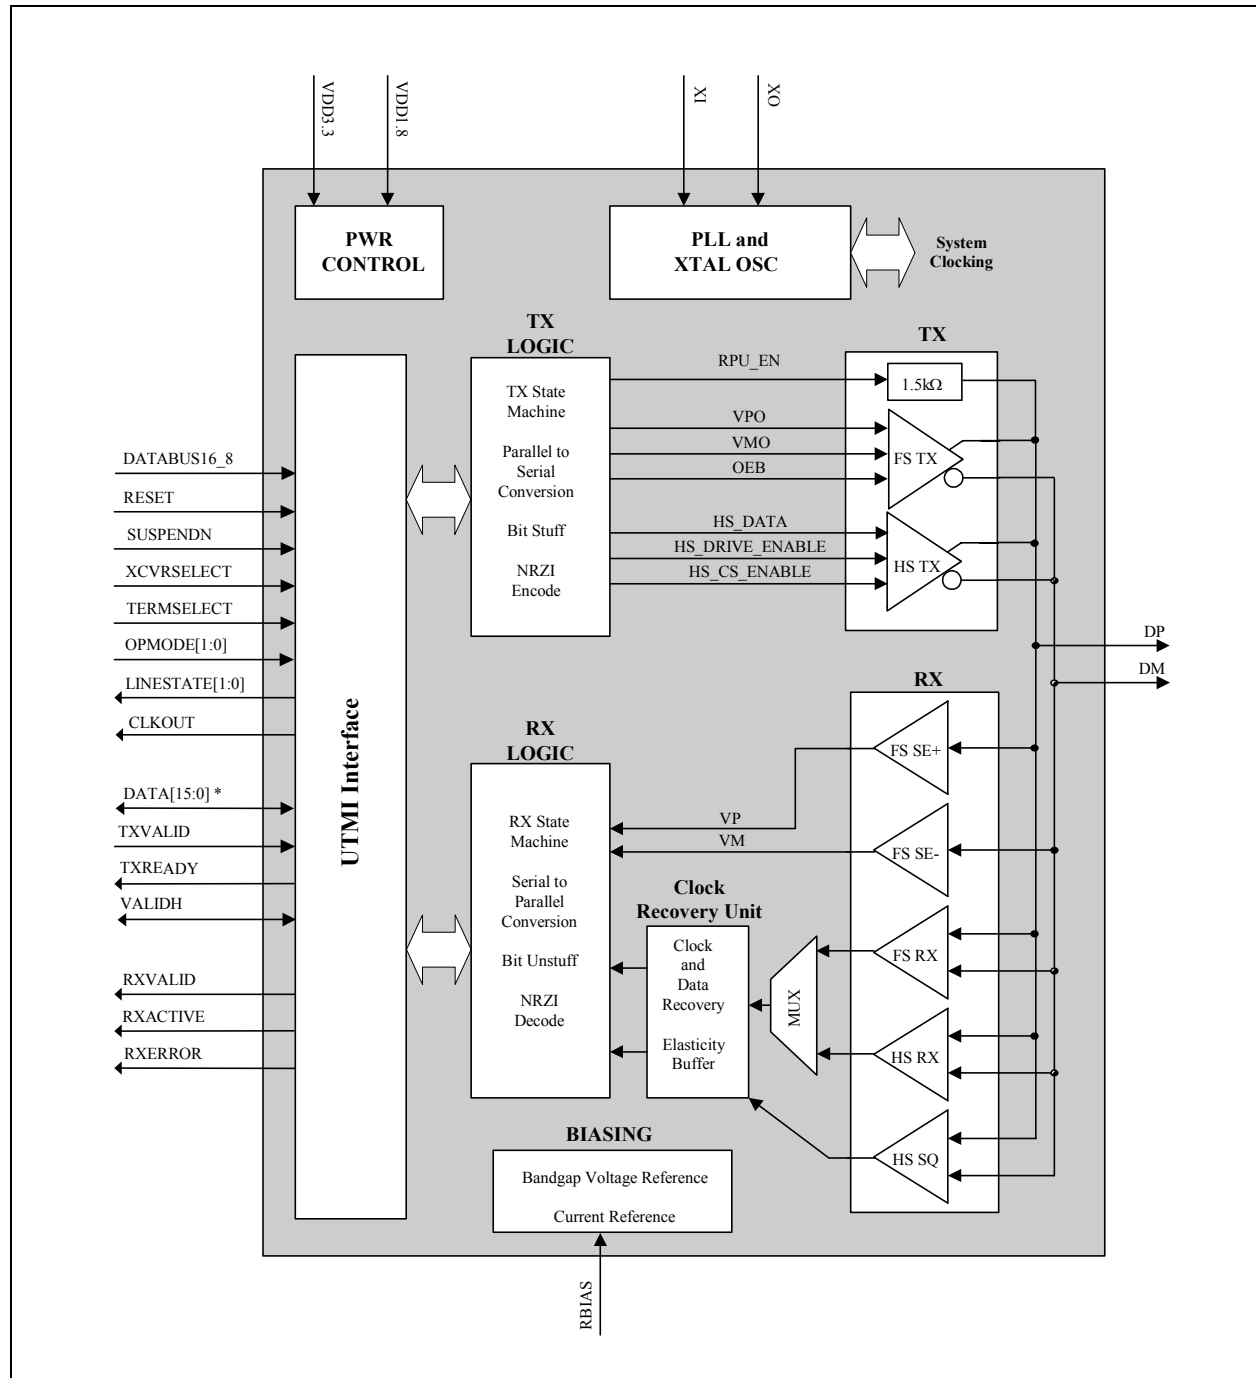 VDD3.3
VDD1.8
XI
XO
PWR
CONTROL
PLL and
XTAL OSC
System
Clocking
TX
LOGIC
TX State
Machine
Parallel to
Serial
Conversion
Bit Stuff
NRZI
Encode
RPU_EN
VPO
VMO
OEB
HS_DATA
HS_DRIVE_ENABLE
HS_CS_ENABLE
TX
1.5kΩ
FS TX
HS TX
DATABUS16_8
RESET
SUSPENDN
XCVRSELECT
TERMSELECT
OPMODE[1:0]
LINESTATE[1:0]
CLKOUT
DATA[15:0] *
TXVALID
TXREADY
VALIDH
RXVALID
RXACTIVE
RXERROR
UTMI Interface
DP
DM
RX
LOGIC
RX State
Machine
Serial to
Parallel
Conversion
Bit Unstuff
NRZI
Decode
VP
VM
Clock
Recovery Unit
Clock
and
Data
Recovery
Elasticity
Buffer
MUX
RX
FS SE+
FS SE-
FS RX
HS RX
HS SQ
BIASING
Bandgap Voltage Reference
Current Reference
RBIAS